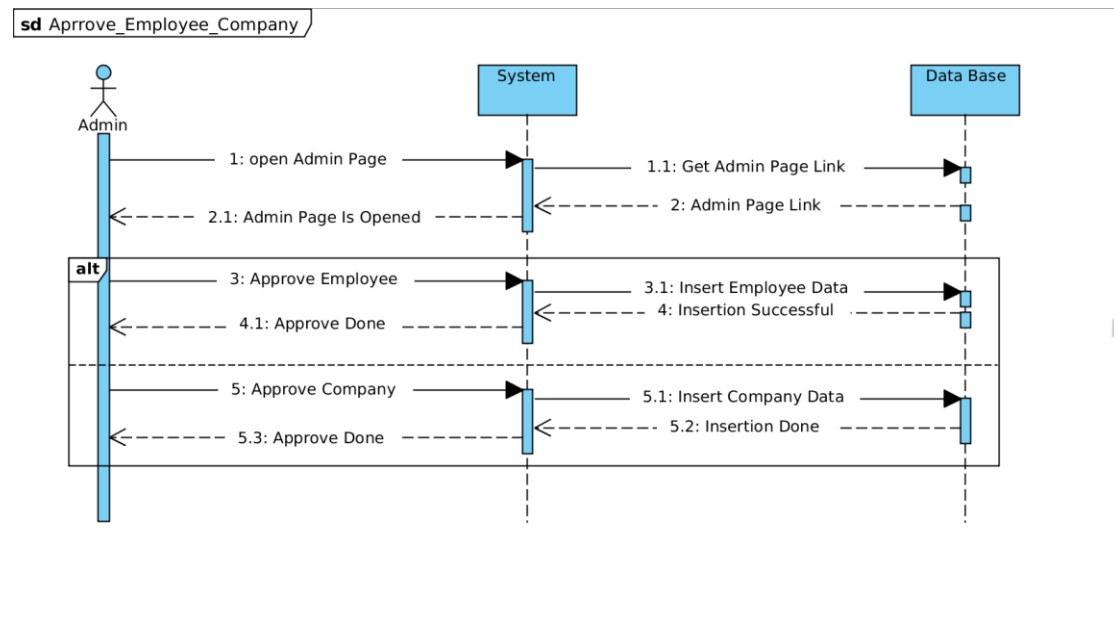 sd Aprrove_Employee_Company
System
Data Base
Admin
1: open Admin Page
1.1: Get Admin Page Link
2: Admin Page Link
2.1: Admin Page Is Opened
alt
3: Approve Employee
3.1: Insert Employee Data
4: Insertion Successful
4.1: Approve Done
5: Approve Company
5.1: Insert Company Data
5.2: Insertion Done
5.3: Approve Done